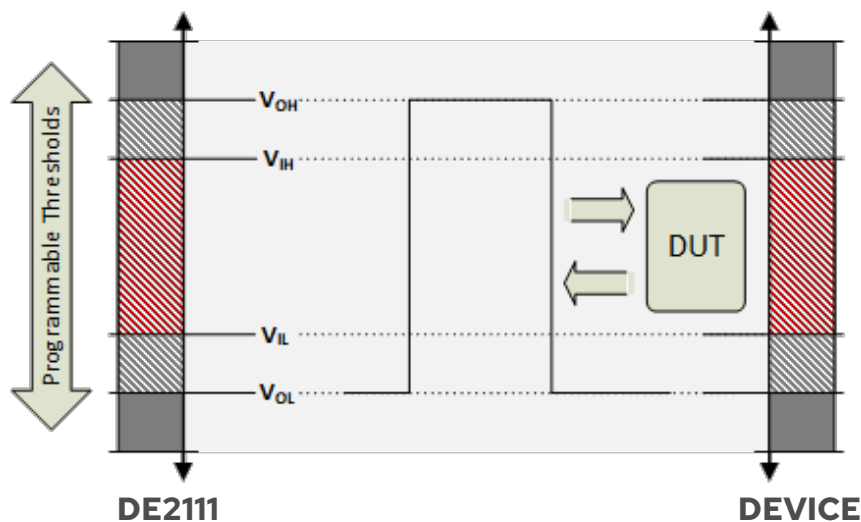 Programmable Thresholds
VOH
VIH
DUT
VIL
VOL
DE2111
DEVICE